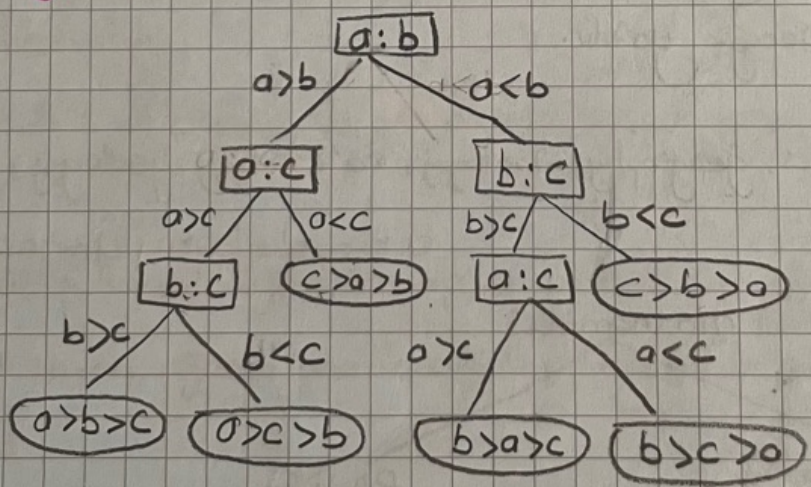 a:b
a>b a<b
a:c b:c
a>c a<c b>c b<c
b:c c>a>b a:c c>b>a
b>c b<c a>c a<c
a>b>c a>c>b b>a>c b>c>a